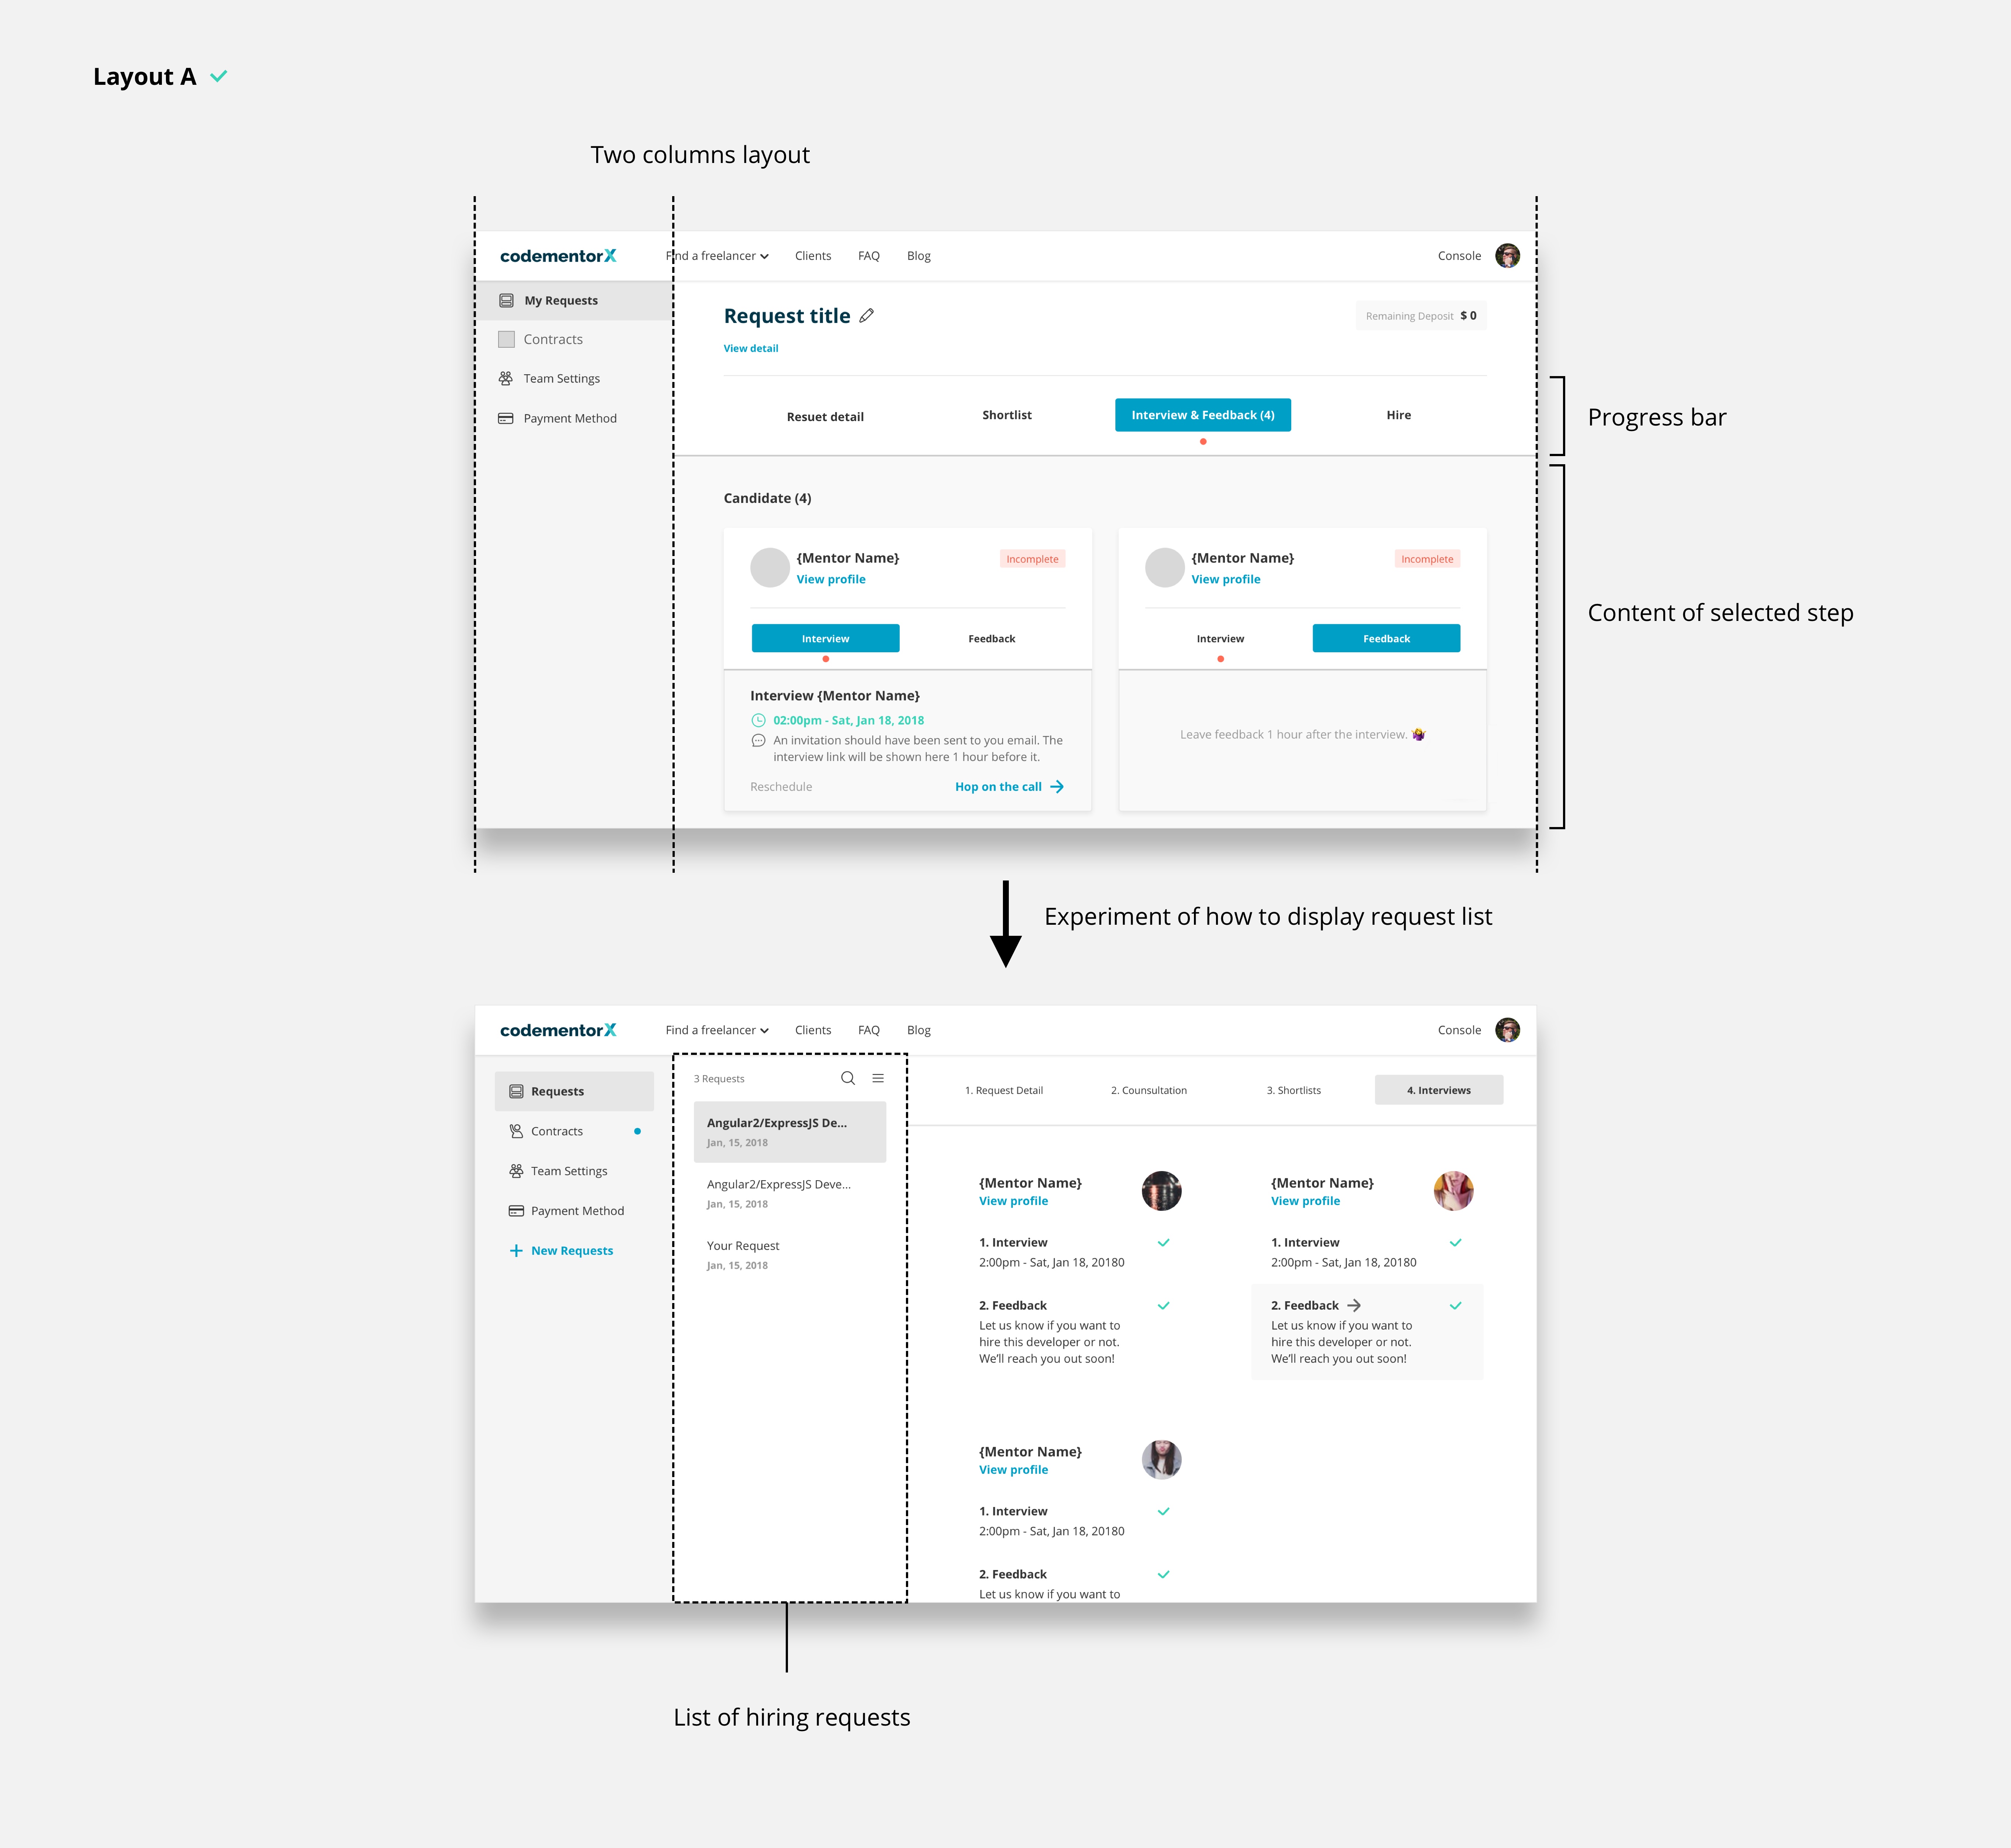 Layout A
Two columns layout
codementorX
Find a freelancer
Clients
FAQ
Blog
Console
My Requests
Contracts
Team Settings
Payment Method
Request title
Remaining Deposit $ 0
View detail
Resuet detail
Shortlist
Interview & Feedback (4)
Hire
Progress bar
Candidate (4)
{Mentor Name}
Incomplete
View profile
Interview
Feedback
Interview {Mentor Name}
02:00pm - Sat, Jan 18, 2018
An invitation should have been sent to you email. The
interview link will be shown here 1 hour before it.
Reschedule
Hop on the call
{Mentor Name}
Incomplete
View profile
Interview
Feedback
Leave feedback 1 hour after the interview.
Content of selected step
Experiment of how to display request list
codementorX
Find a freelancer
Clients
FAQ
Blog
Console
Requests
Contracts
Team Settings
Payment Method
New Requests
3 Requests
Angular2/ExpressJS De...
Jan, 15, 2018
Angular2/ExpressJS Deve...
Jan, 15, 2018
Your Request
Jan, 15, 2018
1. Request Detail
2. Counsultation
3. Shortlists
4. Interviews
{Mentor Name}
View profile
1. Interview
2:00pm - Sat, Jan 18, 20180
2. Feedback
Let us know if you want to
hire this developer or not.
We'll reach you out soon!
{Mentor Name}
View profile
1. Interview
2:00pm - Sat, Jan 18, 20180
2. Feedback
Let us know if you want to
hire this developer or not.
We'll reach you out soon!
{Mentor Name}
View profile
1. Interview
2:00pm - Sat, Jan 18, 20180
2. Feedback
Let us know if you want to
List of hiring requests